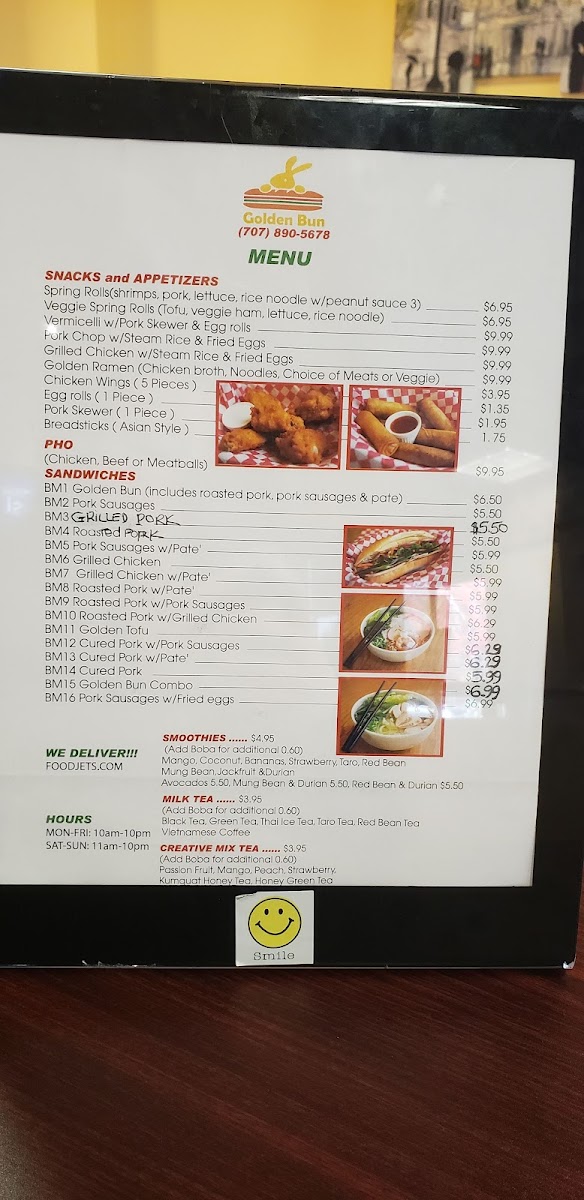 Golden Bun
(707) 890-5678
MENU
SNACKS and APPETIZERS
Spring Rolls(shrimps, pork, lettuce, rice noodle w/peanut sauce 3) $6.95
Veggie Spring Rolls (Tofu, veggie ham, lettuce, rice noodle) $6.95
Vermicelli w/Pork Skewer & Egg rolls $9.99
Pork Chop w/Steam Rice & Fried Eggs $9.99
Grilled Chicken w/Steam Rice & Fried Eggs $9.99
Golden Ramen (Chicken broth, Noodles, Choice of Meats or Veggie) $9.99
Chicken Wings ( 5 Pieces ) $3.95
Egg rolls ( 1 Piece ) $1.35
Pork Skewer ( 1 Piece ) $1.95
Breadsticks ( Asian Style ) 1.75
PHO
(Chicken, Beef or Meatballs) $9.95
SANDWICHES
BM1 Golden Bun (includes roasted pork, pork sausages & pate) $6.50
BM2 Pork Sausages $5.50
BM3 GRILLED PORK $5.50
BM4 Roasted PORK $5.50
BM5 Pork Sausages w/Pate' $5.99
BM6 Grilled Chicken $5.50
BM7 Grilled Chicken w/Pate' $5.99
BM8 Roasted Pork w/Pate' $5.99
BM9 Roasted Pork w/Pork Sausages $5.99
BM10 Roasted Pork w/Grilled Chicken $6.29
BM11 Golden Tofu $5.99
BM12 Cured Pork w/Pork Sausages $6.29
BM13 Cured Pork w/Pate' $6.29
BM14 Cured Pork $5.99
BM15 Golden Bun Combo $6.99
BM16 Pork Sausages w/Fried eggs $6.99
WE DELIVER!!!
FOODJETS.COM
HOURS
MON-FRI: 10am-10pm
SAT-SUN: 11am-10pm
SMOOTHIES ...... $4.95
(Add Boba for additional 0.60)
Mango, Coconut, Bananas, Strawberry, Taro, Red Bean
Mung Bean,Jackfruit &Durian
Avocados 5.50, Mung Bean & Durian 5.50, Red Bean & Durian $5.50
MILK TEA ...... $3.95
(Add Boba for additional 0.60)
Black Tea, Green Tea, Thai Ice Tea, Taro Tea, Red Bean Tea
Vietnamese Coffee
CREATIVE MIX TEA ...... $3.95
(Add Boba for additional 0.60)
Passion Fruit, Mango, Peach, Strawberry,
Kumquat Honey Tea, Honey Green Tea
Smile